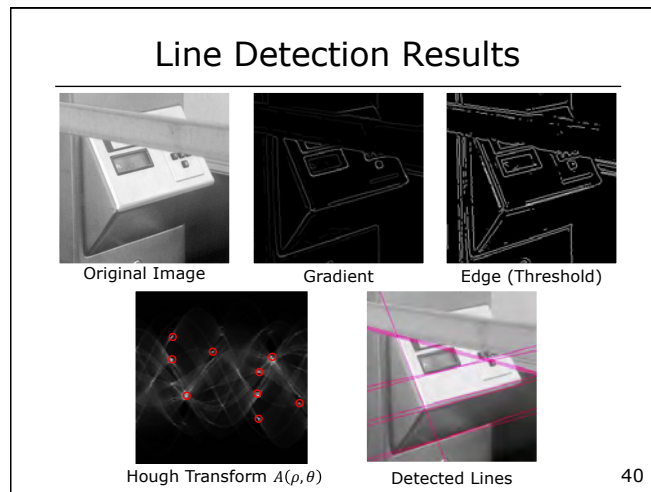 Line Detection Results
Original Image
Gradient
Edge (Threshold)
Hough Transform 𝐴(𝜌, 𝜃)
Detected Lines
40